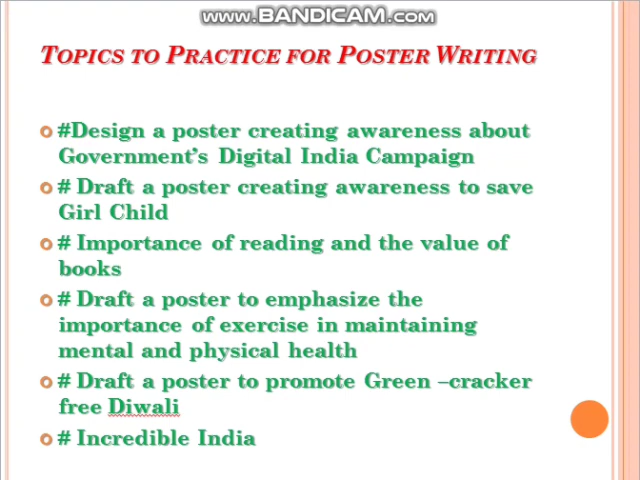 www.BANDICAM.com
TOPICS TO PRACTICE FOR POSTER WRITING
#Design a poster creating awareness about
Government's Digital India Campaign
# Draft a poster creating awareness to save
Girl Child
# Importance of reading and the value of
books
# Draft a poster to emphasize the
importance of exercise in maintaining
mental and physical health
# Draft a poster to promote Green –cracker
free Diwali
# Incredible India